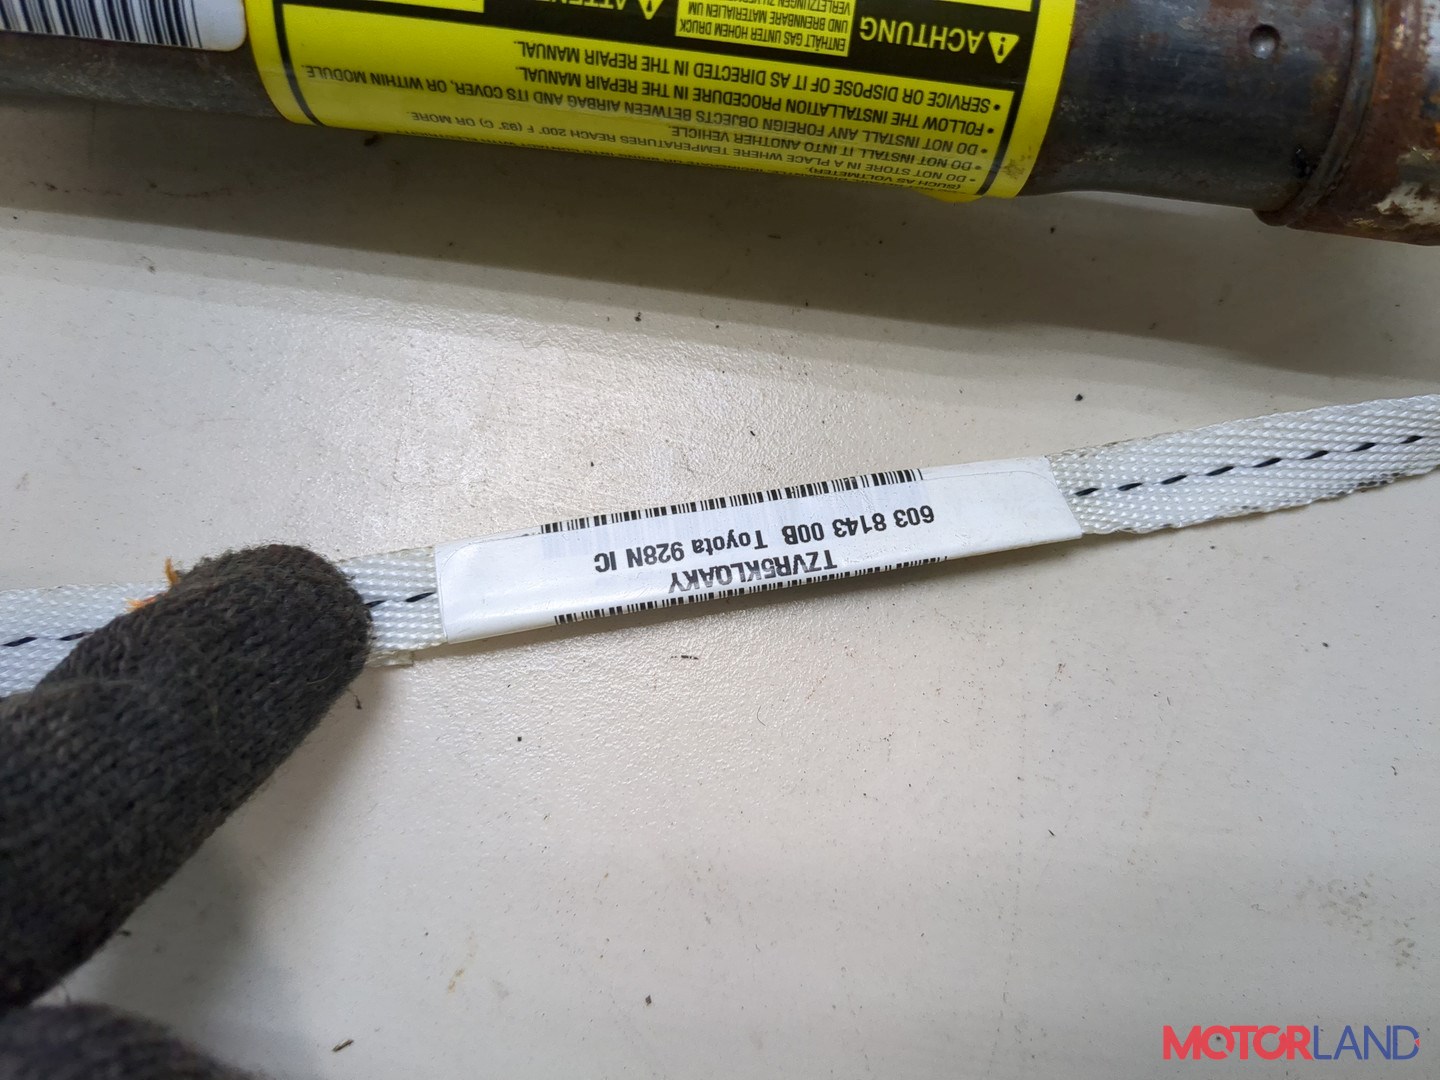 ATTENTION
ACHTUNG
ENTHÄLT GAS UNTER HOHEM DRUCK
UND BRENNBARE MATERIALIEN UM
SERVICE OR DISPOSE OF IT AS DIRECTED IN THE REPAIR MANUAL.
• FOLLOW THE INSTALLATION PROCEDURE IN THE REPAIR MANUAL.
• DO NOT INSTALL ANY FOREIGN OBJECTS BETWEEN AIRBAG AND ITS COVER, OR WITHIN MODULE.
• DO NOT INSTALL IT INTO ANOTHER VEHICLE.
• DO NOT STORE IN A PLACE WHERE TEMPERATURES REACH 200° F (93° C) OR MORE
(SUCH AS VOLTMETER).
TZVR5KLQAKY
603 8143 00B Toyota 928N IC
MOTORLAND